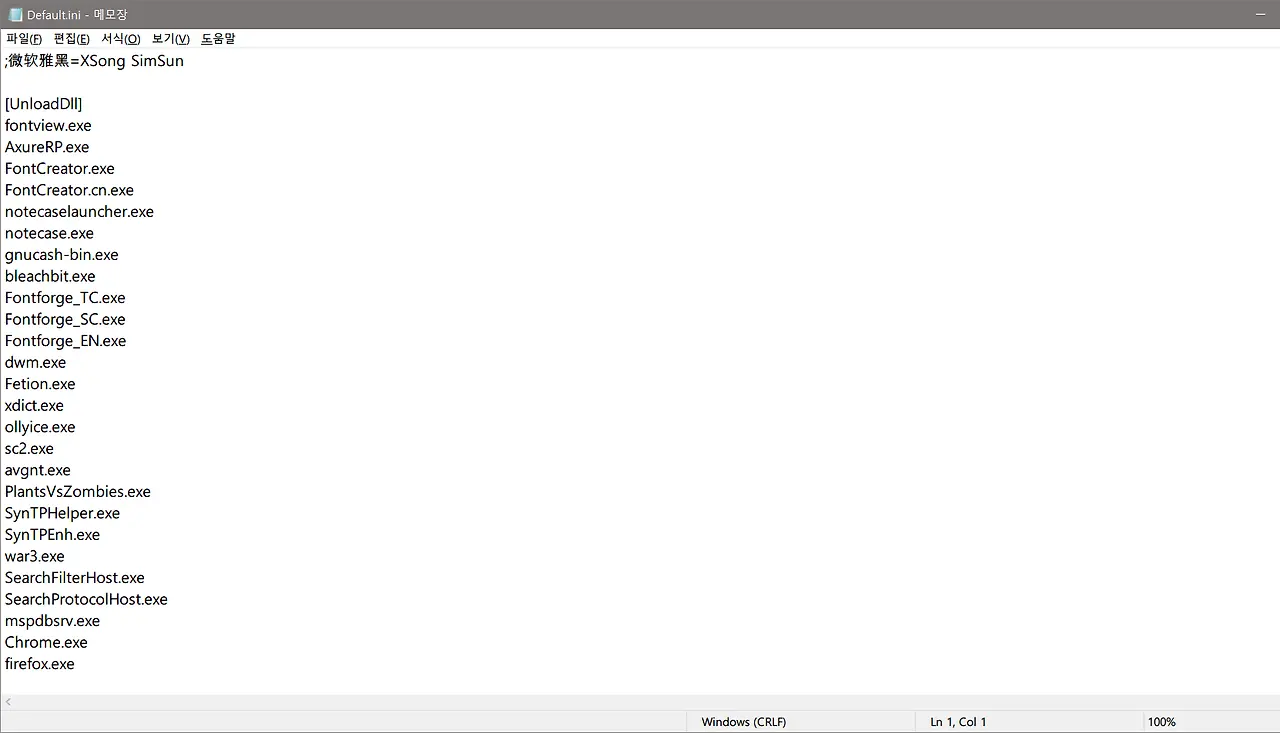 Default.ini - 메모장
파일(F) 편집(E) 서식(O) 보기(V) 도움말
;微软雅黑=XSong SimSun
[UnloadDll]
fontview.exe
AxureRP.exe
FontCreator.exe
FontCreator.cn.exe
notecaselauncher.exe
notecase.exe
gnucash-bin.exe
bleachbit.exe
Fontforge_TC.exe
Fontforge_SC.exe
Fontforge_EN.exe
dwm.exe
Fetion.exe
xdict.exe
ollyice.exe
sc2.exe
avgnt.exe
PlantsVsZombies.exe
SynTPHelper.exe
SynTPEnh.exe
war3.exe
SearchFilterHost.exe
SearchProtocolHost.exe
mspdbsrv.exe
Chrome.exe
firefox.exe
Windows (CRLF) Ln 1, Col 1 100%